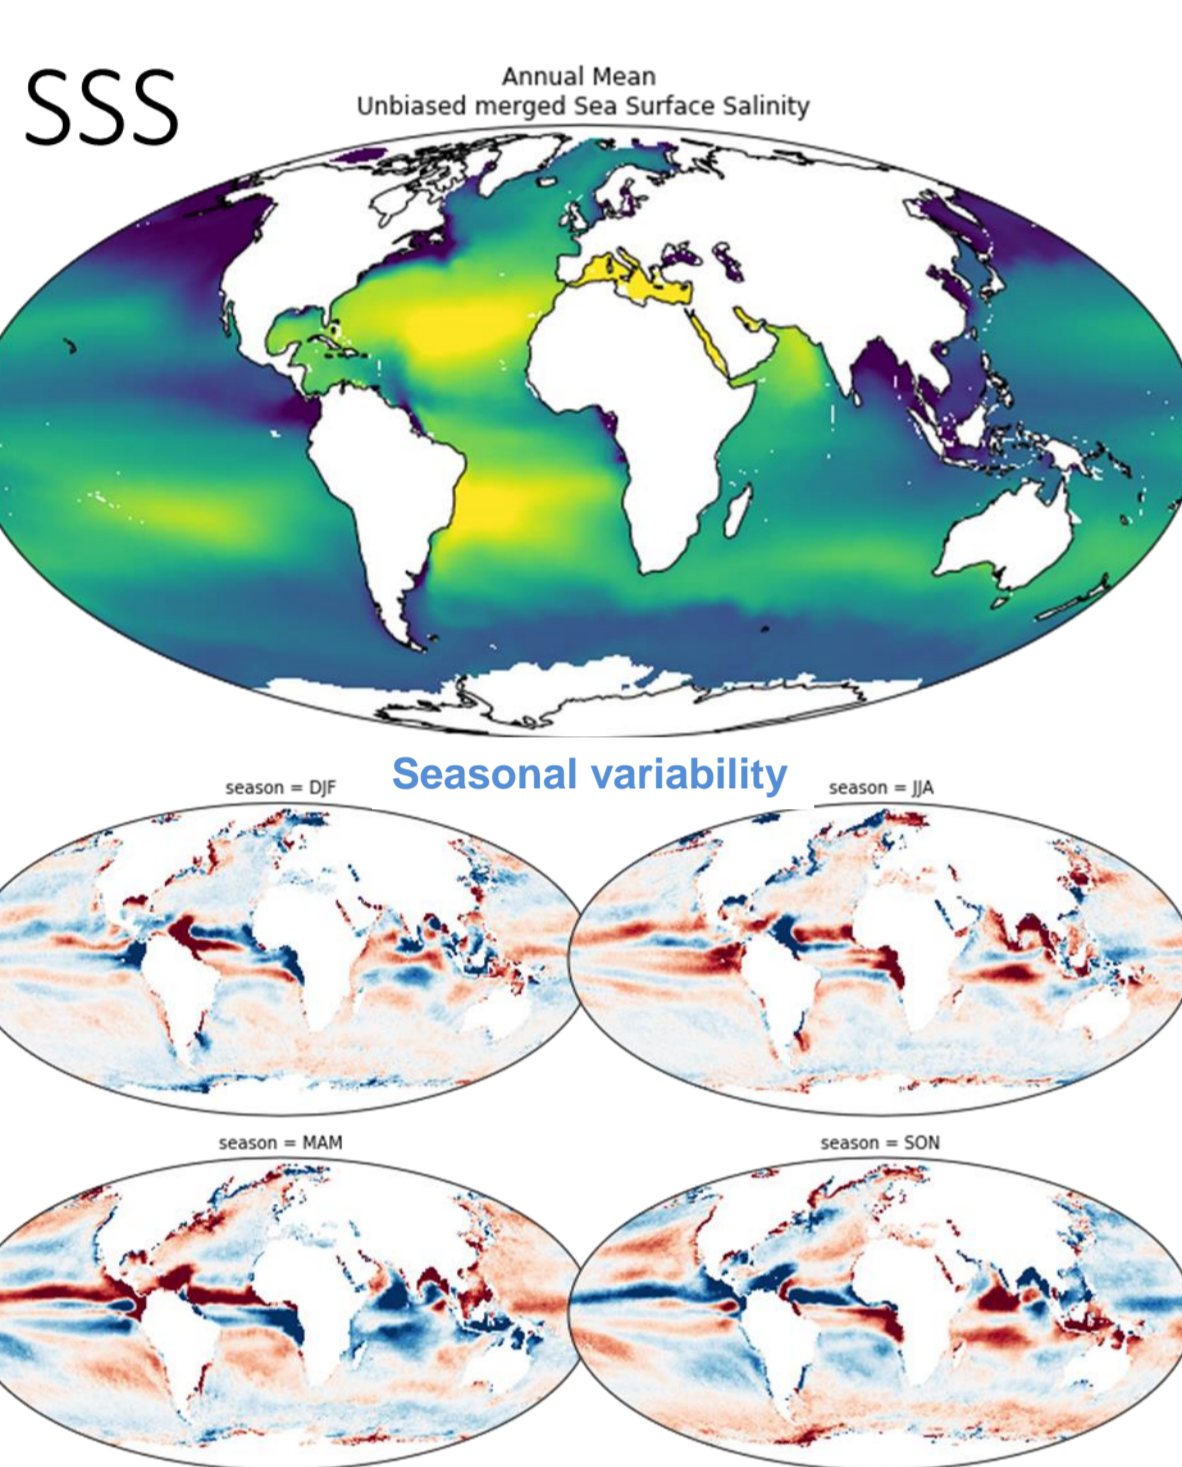 SSS
Annual Mean
Unbiased merged Sea Surface Salinity
Seasonal variability
season = DJF
season = JJA
season = MAM
season = SON